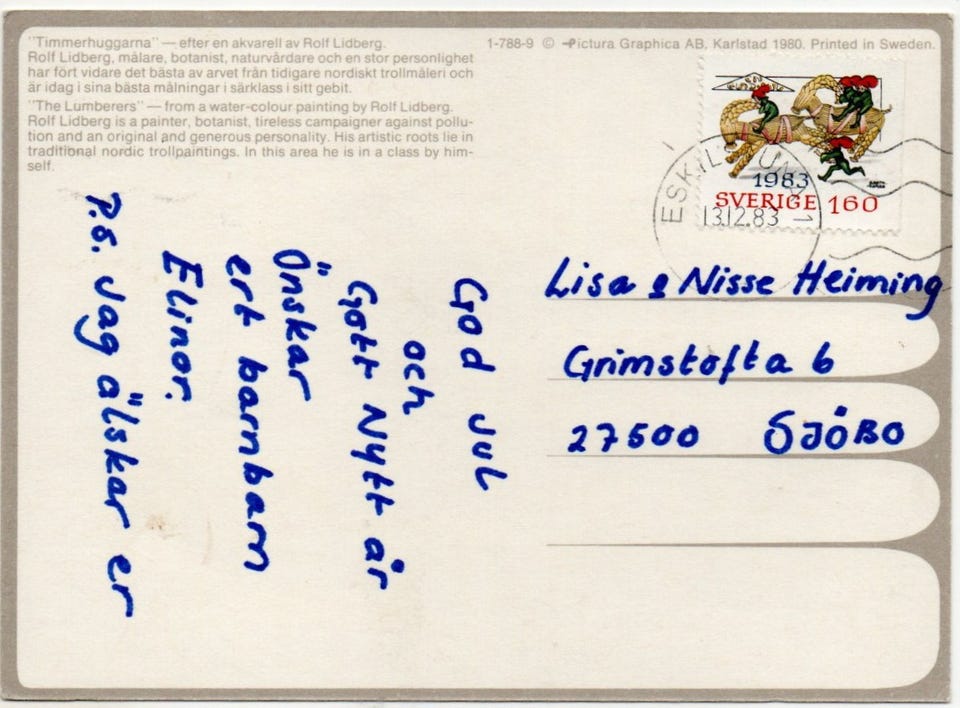 "Timmerhuggarna" — efter en akvarell av Rolf Lidberg.
Rolf Lidberg, målare, botanist, naturvårdare och en stor personlighet
har fört vidare det bästa av arvet från tidigare nordiskt trollmåleri och
är idag i sina bästa målningar i särklass i sitt gebit.
"The Lumberers" — from a water-colour painting by Rolf Lidberg.
Rolf Lidberg is a painter, botanist, tireless campaigner against pollu-
tion and an original and generous personality. His artistic roots lie in
traditional nordic trollpaintings. In this area he is in a class by him-
self.
1-788-9 © Pictura Graphica AB, Karlstad 1980. Printed in Sweden.
1983
SVERIGE 160
ESKILSTUNA 1
13.12.83
God Jul
och
Gott Nytt år
Önskar
ert barnbarn
Elinor.
P.S. Jag älskar er
Lisa & Nisse Heiming
Grimstofta 6
27500 SJÖBO